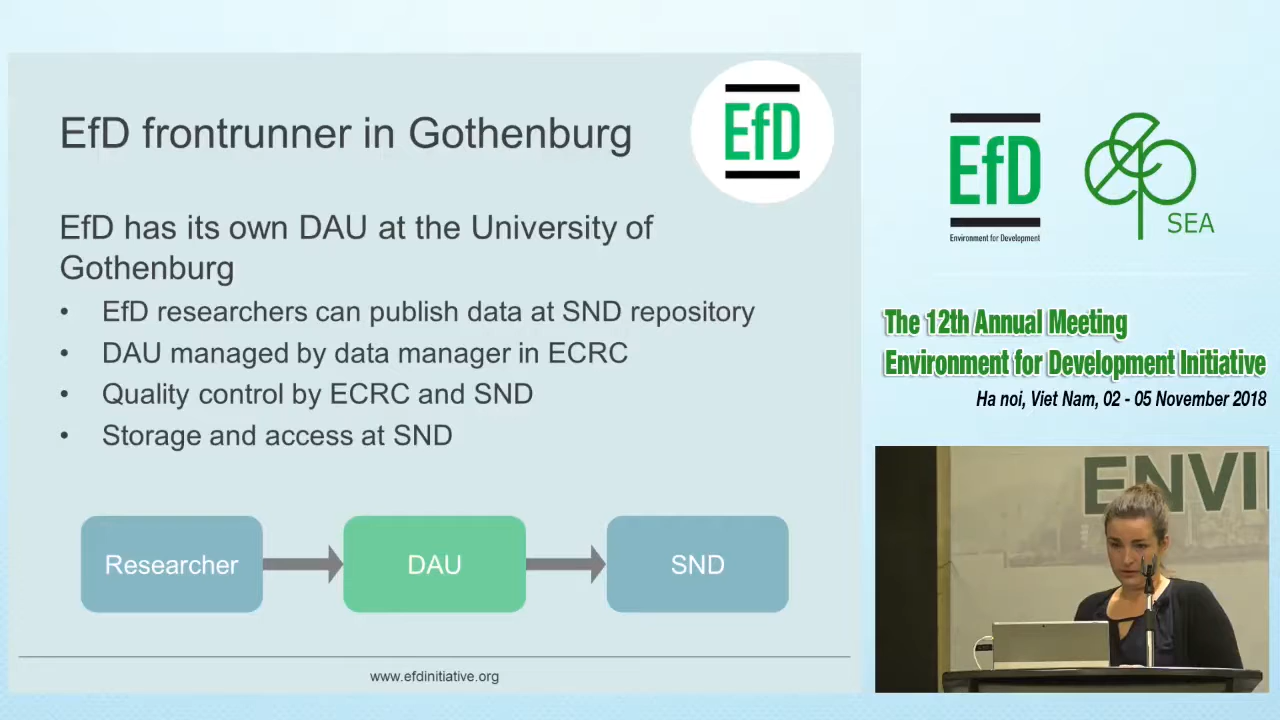 EfD frontrunner in Gothenburg
EfD
EfD has its own DAU at the University of
Gothenburg
• EfD researchers can publish data at SND repository
• DAU managed by data manager in ECRC
• Quality control by ECRC and SND
• Storage and access at SND
Researcher
DAU
SND
www.efdinitiative.org
EfD
Environment for Development
SEA
The 12th Annual Meeting
Environment for Development Initiative
Ha noi, Viet Nam, 02 - 05 November 2018
ENVI